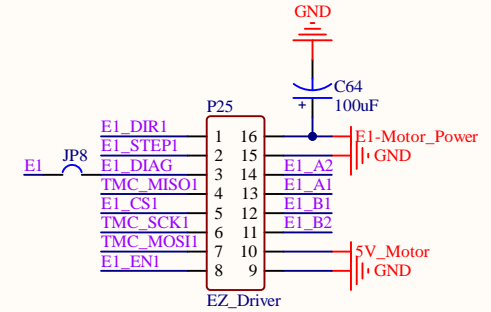 GND
C64
+
100uF
P25
E1_DIR1 1 16 E1-Motor_Power
E1_STEP1 2 15 GND
E1 JP8 E1_DIAG 3 14 E1_A2
TMC_MISO1 4 13 E1_A1
E1_CS1 5 12 E1_B1
TMC_SCK1 6 11 E1_B2
TMC_MOSI1 7 10 5V_Motor
E1_EN1 8 9 GND
EZ_Driver